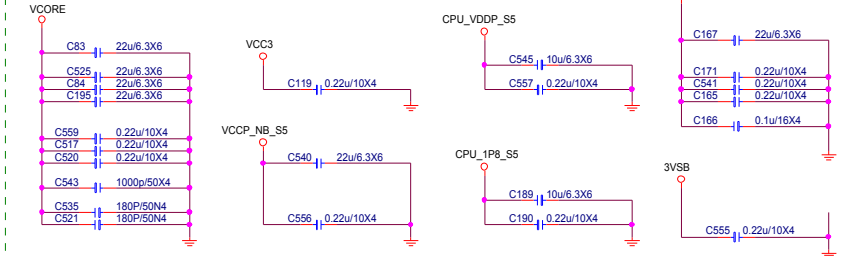 VCORE
C83 22u/6.3X6
C525 22u/6.3X6
C84 22u/6.3X6
C195 22u/6.3X6
C559 0.22u/10X4
C517 0.22u/10X4
C520 0.22u/10X4
C543 1000p/50X4
C535 180P/50N4
C521 180P/50N4
VCC3
C119 0.22u/10X4
VCCP_NB_S5
C540 22u/6.3X6
C556 0.22u/10X4
CPU_VDDP_S5
C545 10u/6.3X6
C557 0.22u/10X4
CPU_1P8_S5
C189 10u/6.3X6
C190 0.22u/10X4
C167 22u/6.3X6
C171 0.22u/10X4
C541 0.22u/10X4
C165 0.22u/10X4
C166 0.1u/16X4
3VSB
C555 0.22u/10X4